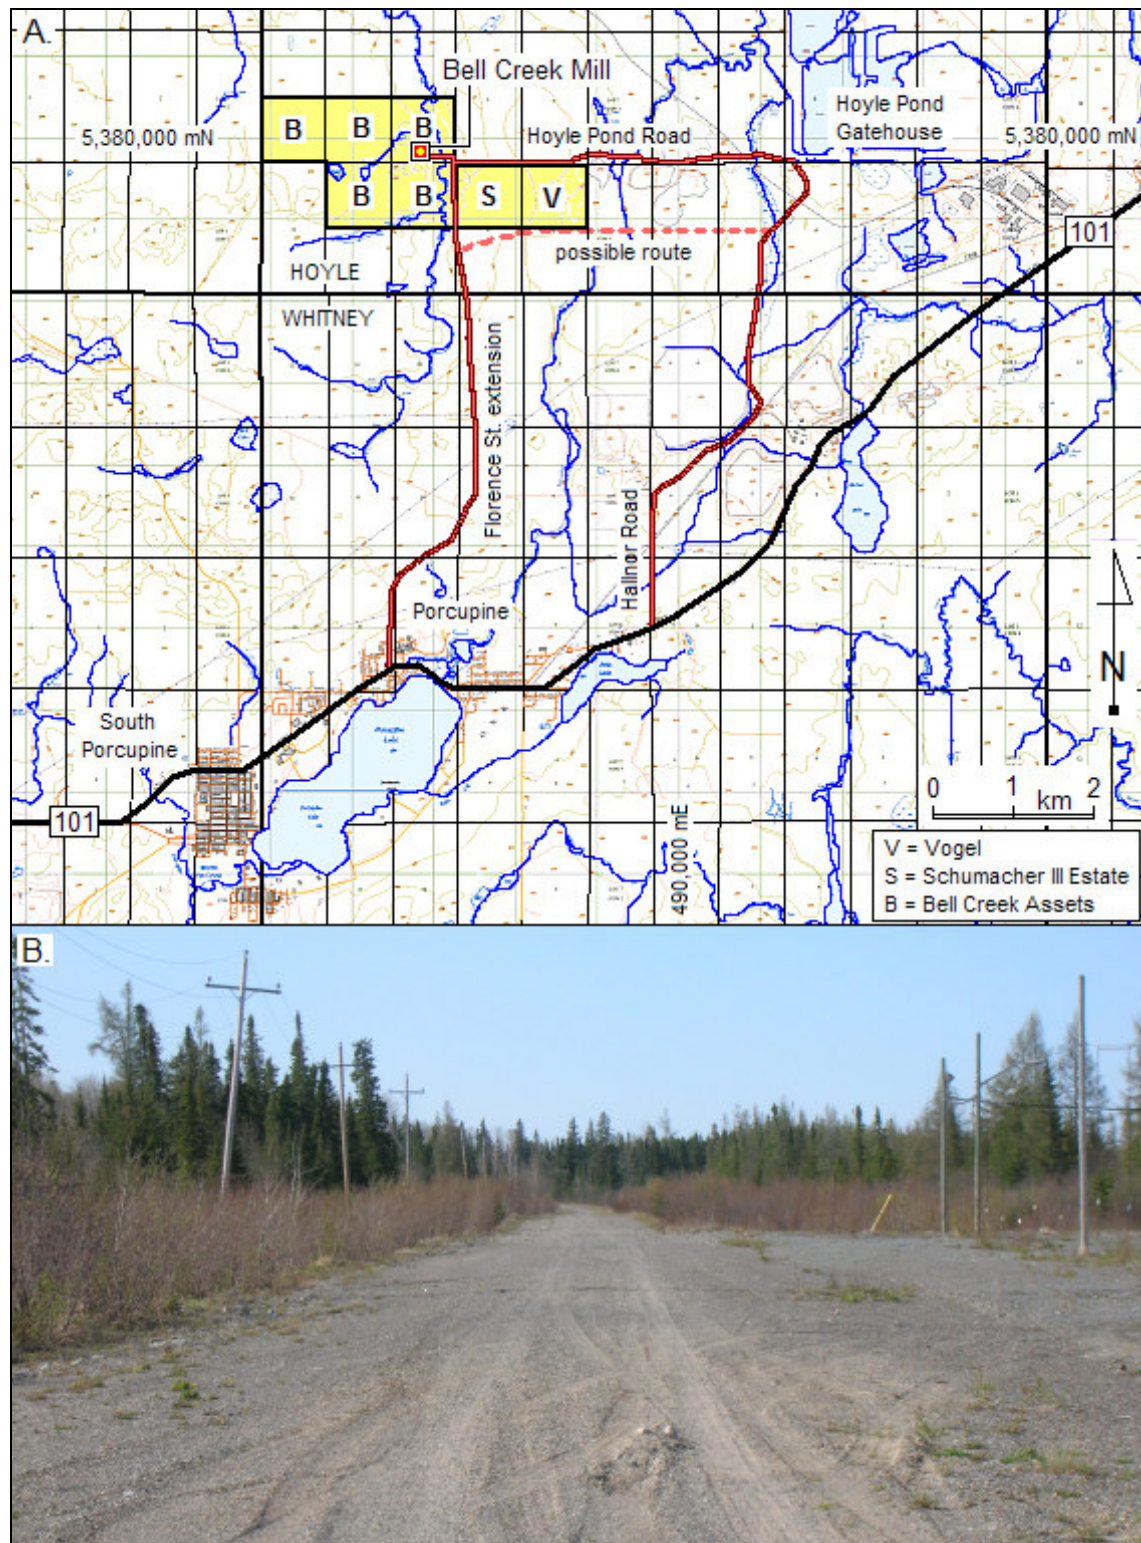 A.
Bell Creek Mill
Hoyle Pond
Gatehouse
5,380,000 mN
B
B
B
Hoyle Pond Road
5,380,000 mN
B
B
S
V
101
possible route
HOYLE
WHITNEY
Florence St. extension
Hallnor Road
Porcupine
N
South
Porcupine
0 1 2
km
101
490,000 mE
V = Vogel
S = Schumacher III Estate
B = Bell Creek Assets
B.